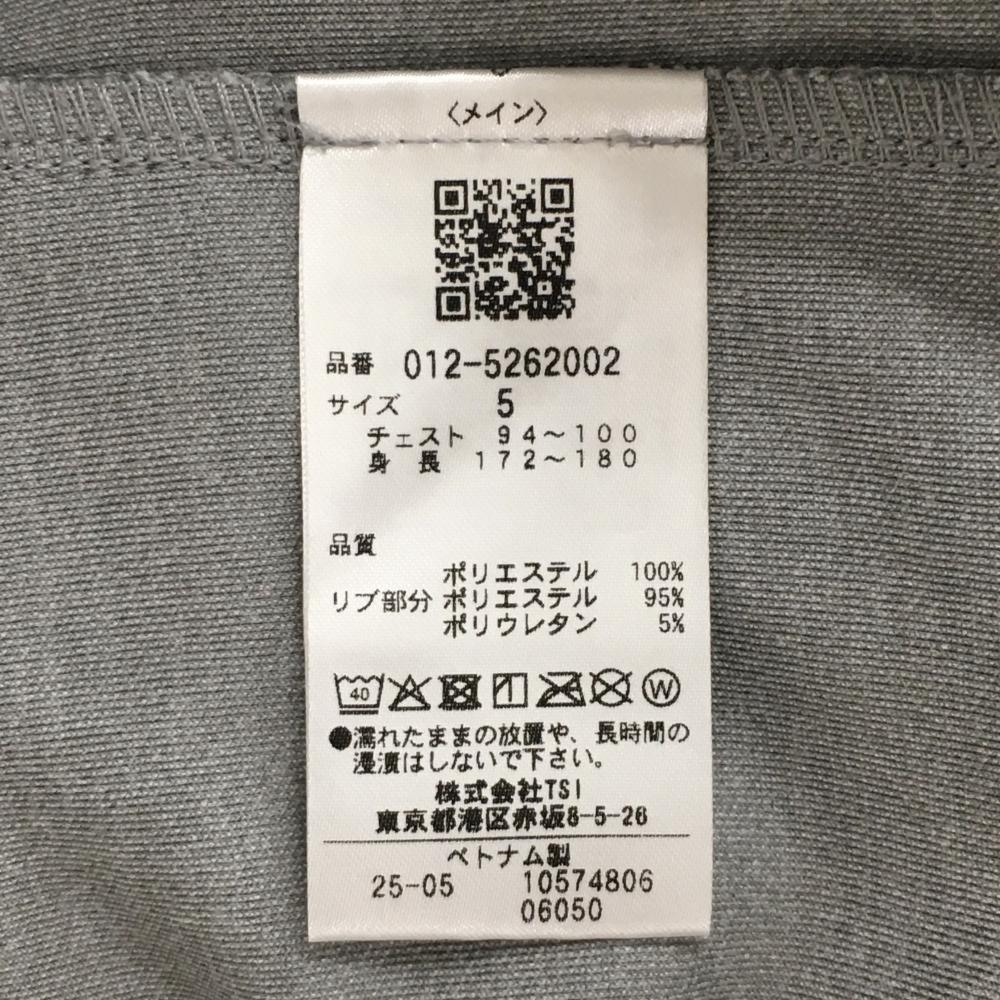 〈メイン〉
品番 012-5262002
サイズ 5
チェスト 94〜100
身 長 172〜180
品質
ポリエステル 100%
リブ部分 ポリエステル 95%
ポリウレタン 5%
40 W
●濡れたままの放置や、長時間の
浸漬はしないで下さい。
株式会社TSI
東京都港区赤坂8-5-26
ベトナム製
25-05 10574806
06050